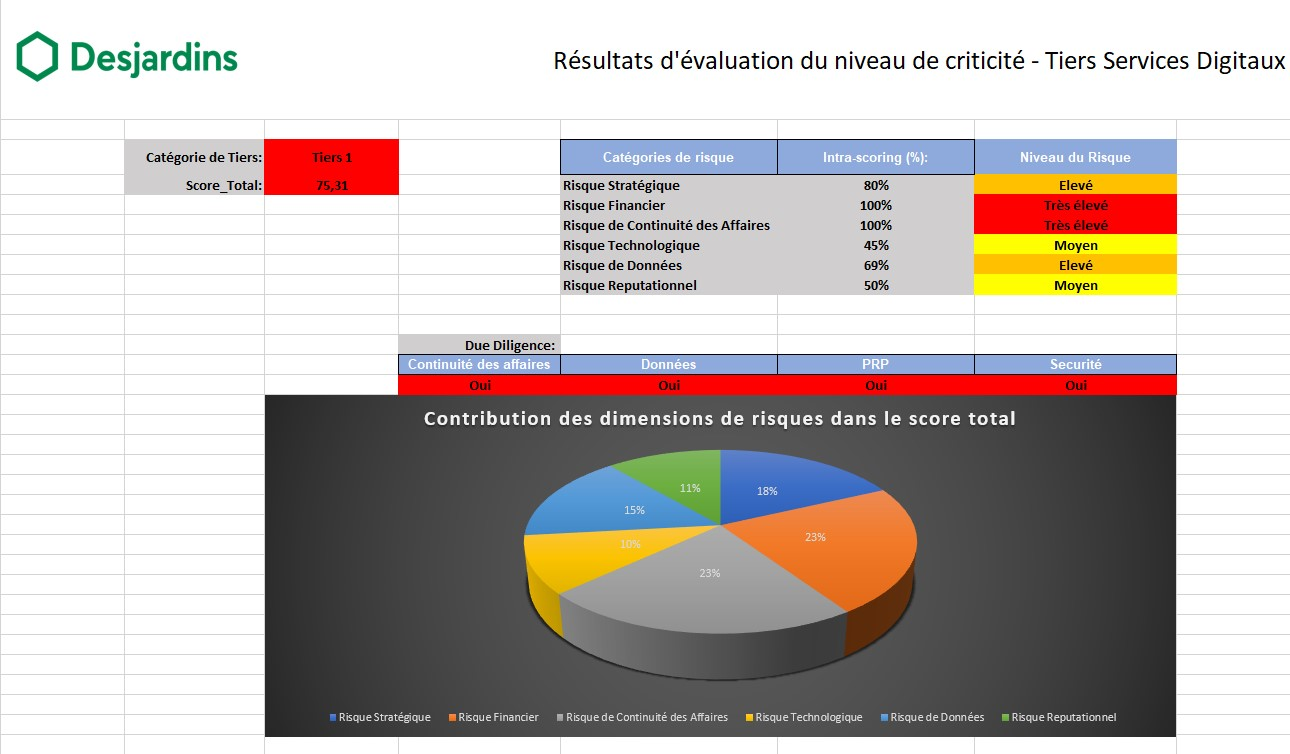 Desjardins
Résultats d'évaluation du niveau de criticité - Tiers Services Digitaux
Catégorie de Tiers: Tiers 1
Score_Total: 75,31
Catégories de risque Intra-scoring (%): Niveau du Risque
Risque Stratégique 80% Elevé
Risque Financier 100% Très élevé
Risque de Continuité des Affaires 100% Très élevé
Risque Technologique 45% Moyen
Risque de Données 69% Elevé
Risque Reputationnel 50% Moyen
Due Diligence:
Continuité des affaires Données PRP Securité
Oui Oui Oui Oui
Contribution des dimensions de risques dans le score total
11% 18%
15%
10% 23%
23%
Risque Stratégique Risque Financier Risque de Continuité des Affaires Risque Technologique Risque de Données Risque Reputationnel